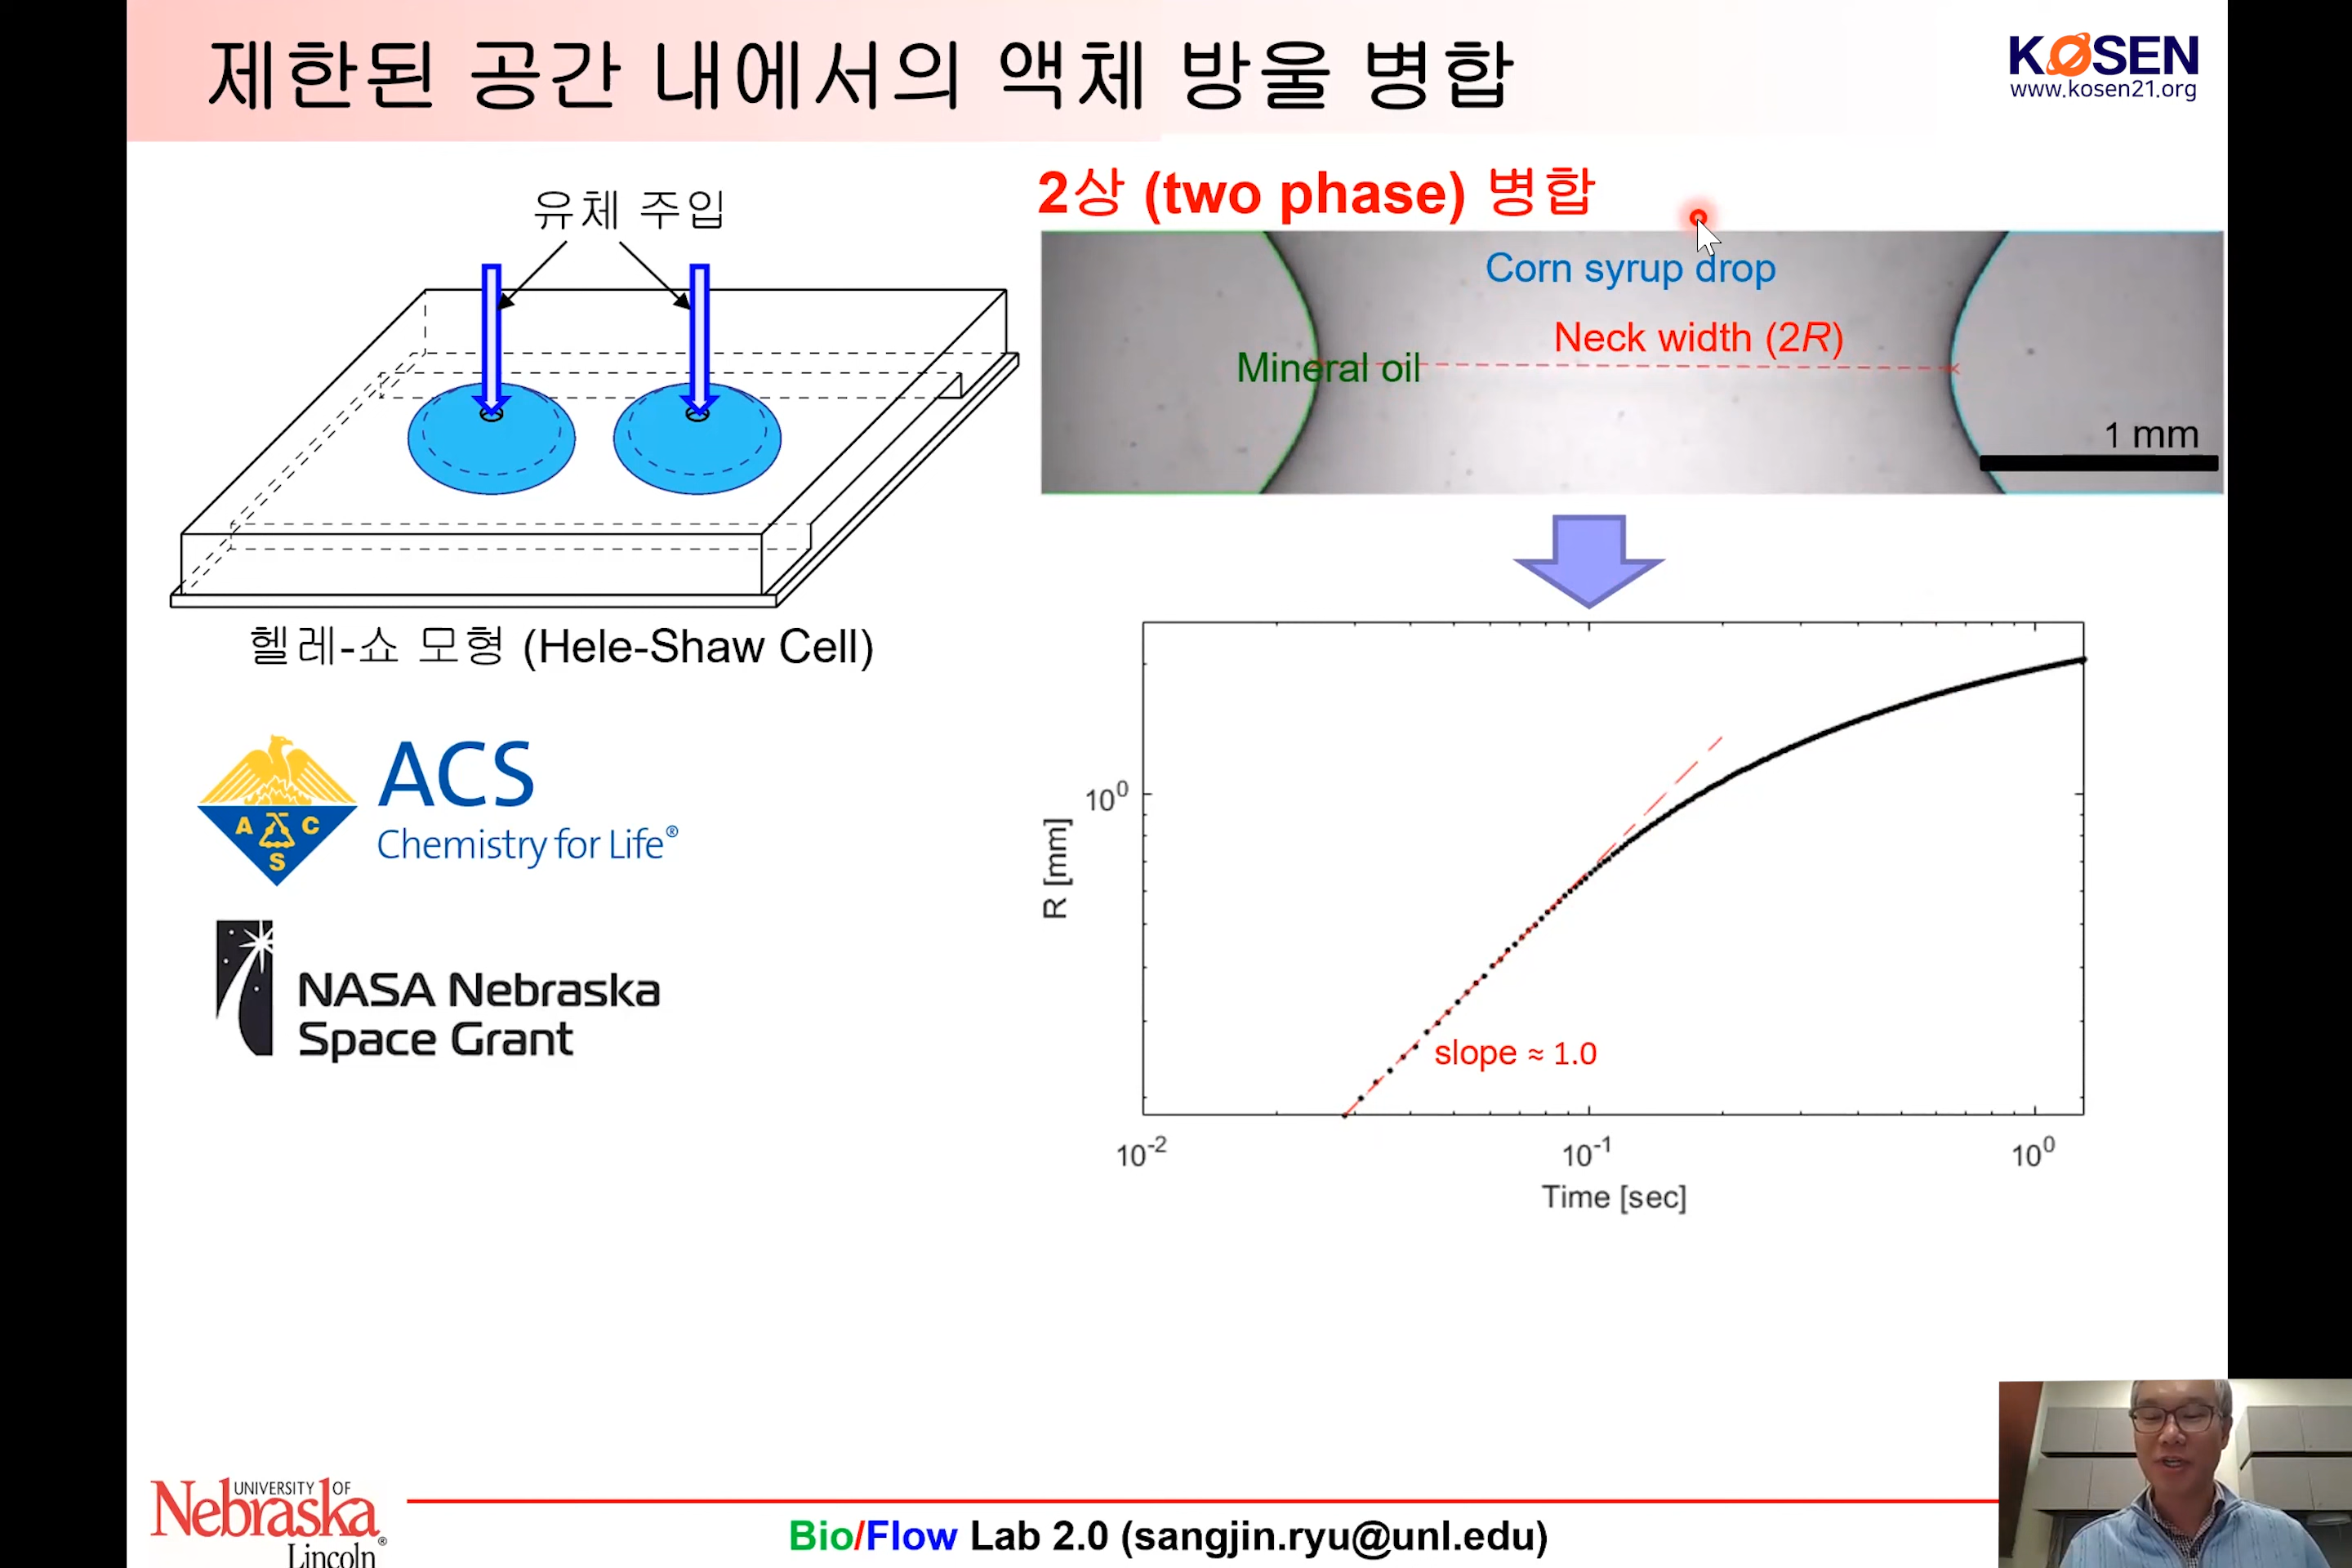 제한된 공간 내에서의 액체 방울 병합
KOSEN
www.kosen21.org
유체 주입
헬레-쇼 모형 (Hele-Shaw Cell)
ACS
Chemistry for Life®
A C
S
NASA Nebraska
Space Grant
2상 (two phase) 병합
Corn syrup drop
Neck width (2R)
Mineral oil
1 mm
10⁰
R [mm]
slope ≈ 1.0
10⁻²
10⁻¹
10⁰
Time [sec]
UNIVERSITY OF
Nebraska
Lincoln®
Bio/Flow Lab 2.0 (sangjin.ryu@unl.edu)